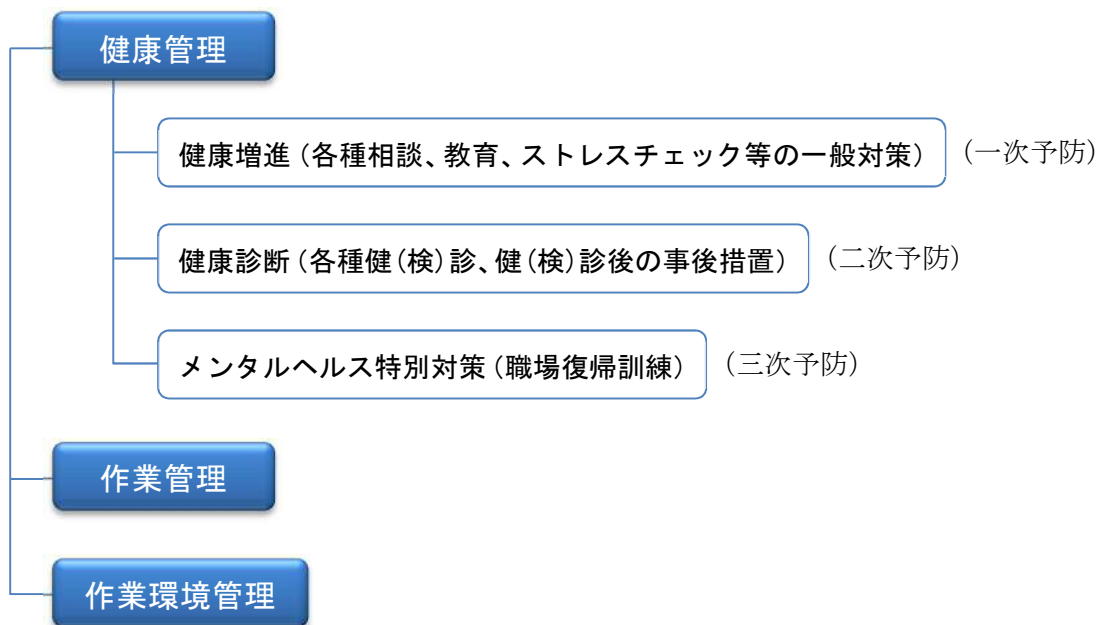 健康管理
健康増進(各種相談、教育、ストレスチェック等の一般対策) (一次予防)
健康診断(各種健(検)診、健(検)診後の事後措置) (二次予防)
メンタルヘルス特別対策(職場復帰訓練) (三次予防)
作業管理
作業環境管理